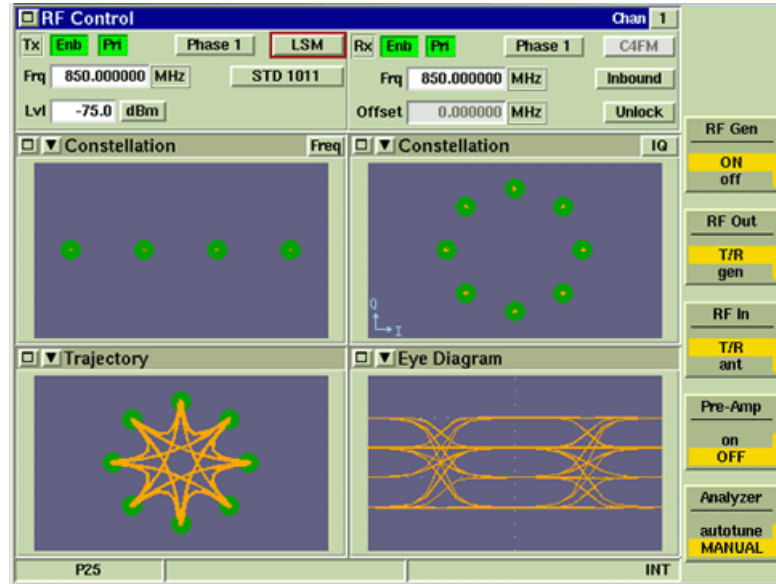 RF Control Chan 1
Tx Enb Pri Phase 1 LSM Rx Enb Pri Phase 1 C4FM
Frq 850.000000 MHz STD 1011 Frq 850.000000 MHz Inbound
Lvl -75.0 dBm Offset 0.000000 MHz Unlock
Constellation Freq Constellation IQ
Q
I
Trajectory Eye Diagram
P25 INT
RF Gen
ON
off
RF Out
T/R
gen
RF In
T/R
ant
Pre-Amp
on
OFF
Analyzer
autotune
MANUAL